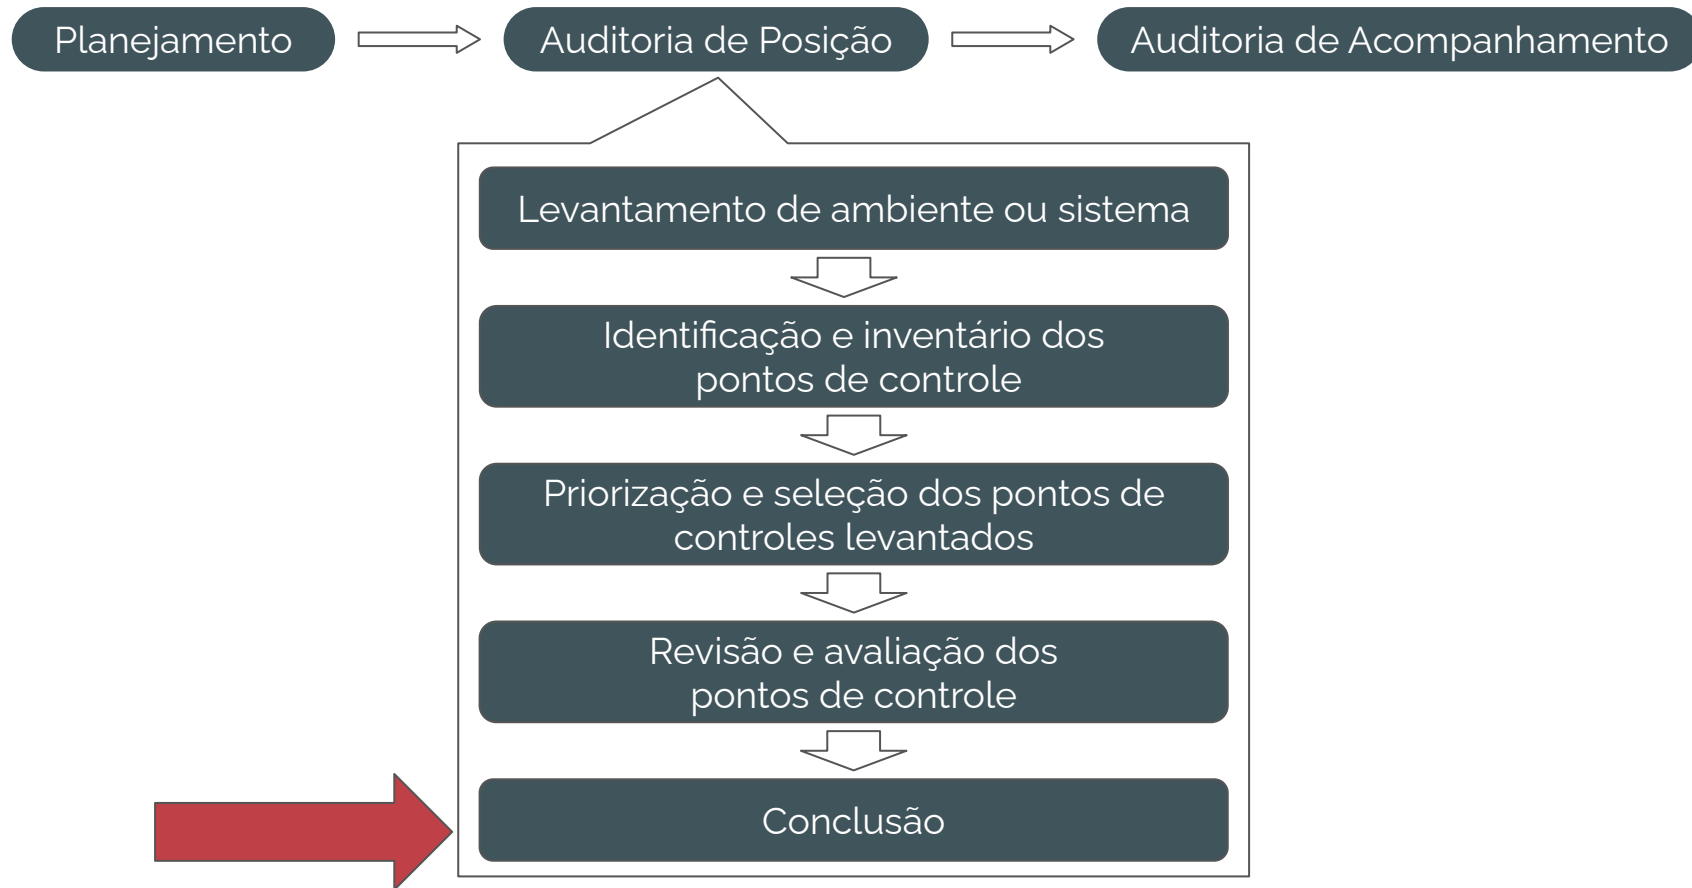 Planejamento
Auditoria de Posição
Auditoria de Acompanhamento
Levantamento de ambiente ou sistema
Identificação e inventário dos
pontos de controle
Priorização e seleção dos pontos de
controles levantados
Revisão e avaliação dos
pontos de controle
Conclusão